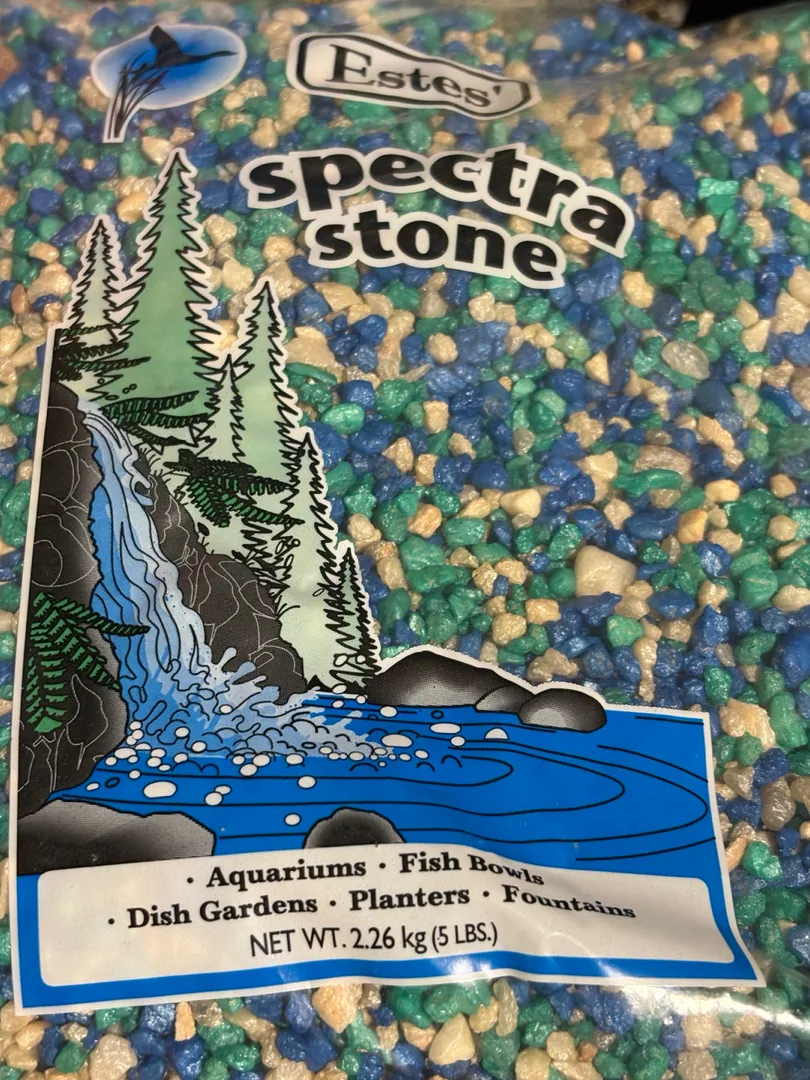 Estes'
spectra
stone
· Aquariums · Fish Bowls
· Dish Gardens · Planters · Fountains
NET WT. 2.26 kg (5 LBS.)